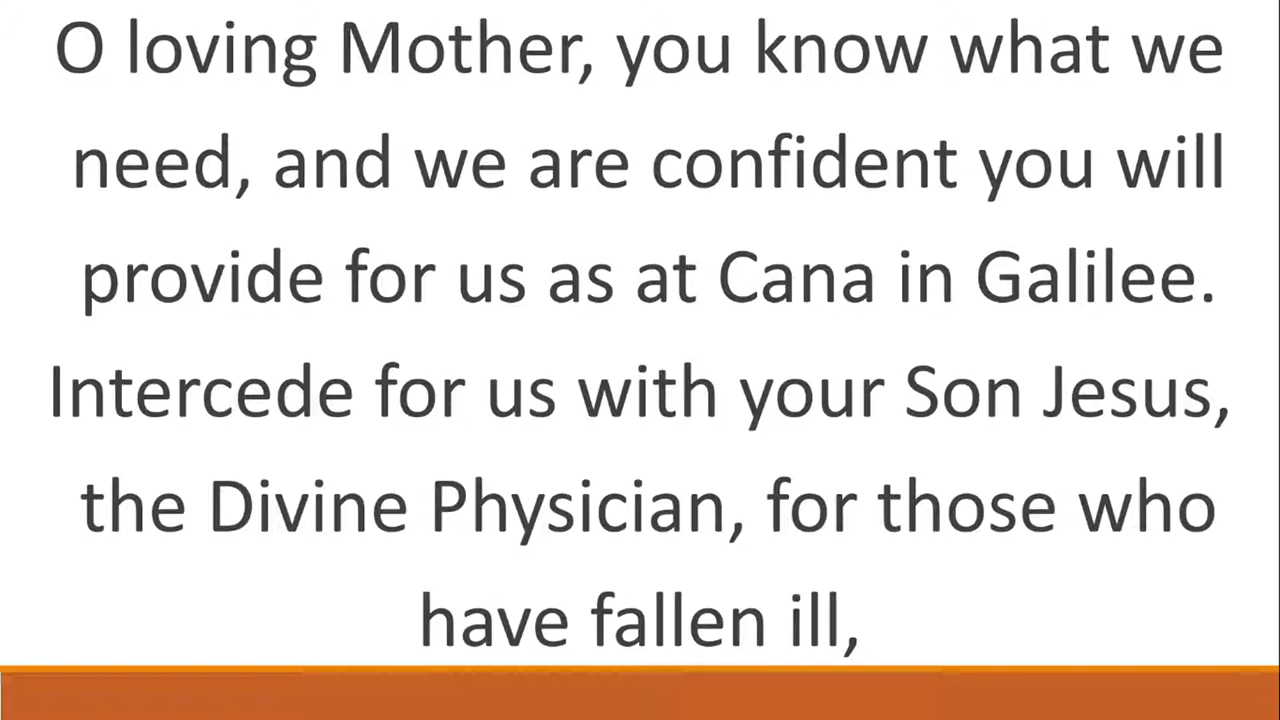 O loving Mother, you know what we
need, and we are confident you will
provide for us as at Cana in Galilee.
Intercede for us with your Son Jesus,
the Divine Physician, for those who
have fallen ill,